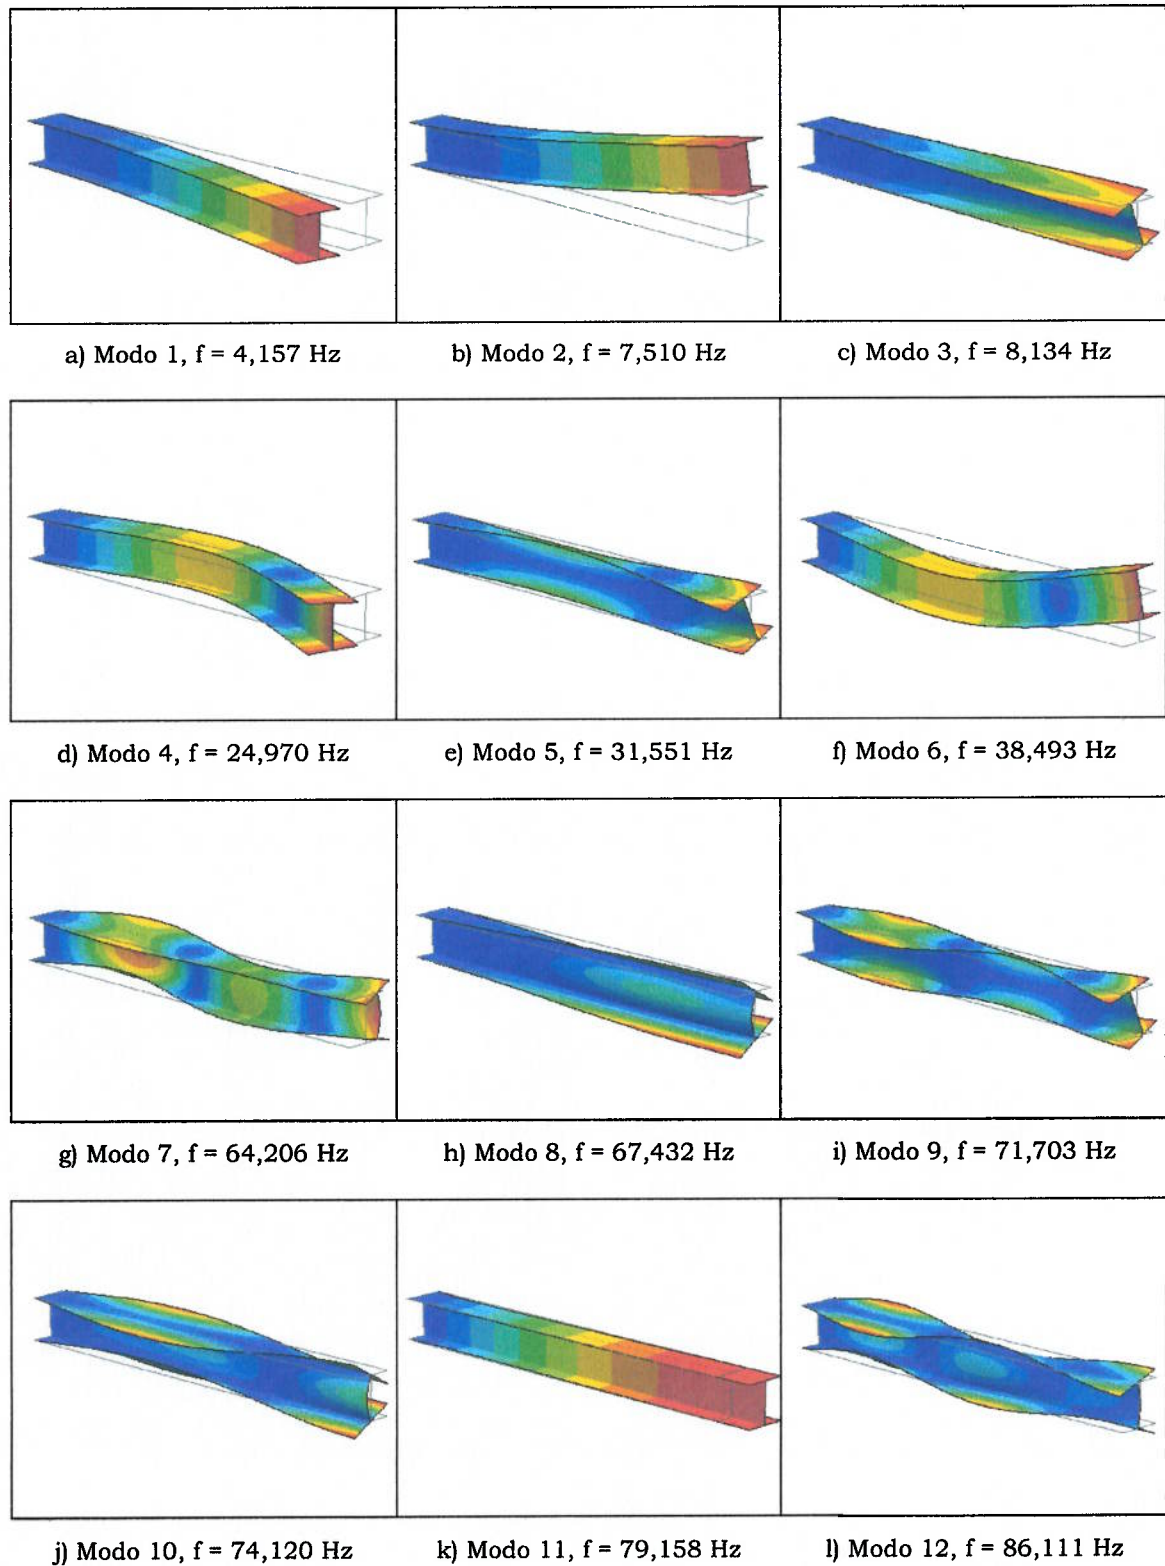 a) Modo 1, f = 4,157 Hz
b) Modo 2, f = 7,510 Hz
c) Modo 3, f = 8,134 Hz
d) Modo 4, f = 24,970 Hz
e) Modo 5, f = 31,551 Hz
f) Modo 6, f = 38,493 Hz
g) Modo 7, f = 64,206 Hz
h) Modo 8, f = 67,432 Hz
i) Modo 9, f = 71,703 Hz
j) Modo 10, f = 74,120 Hz
k) Modo 11, f = 79,158 Hz
l) Modo 12, f = 86,111 Hz